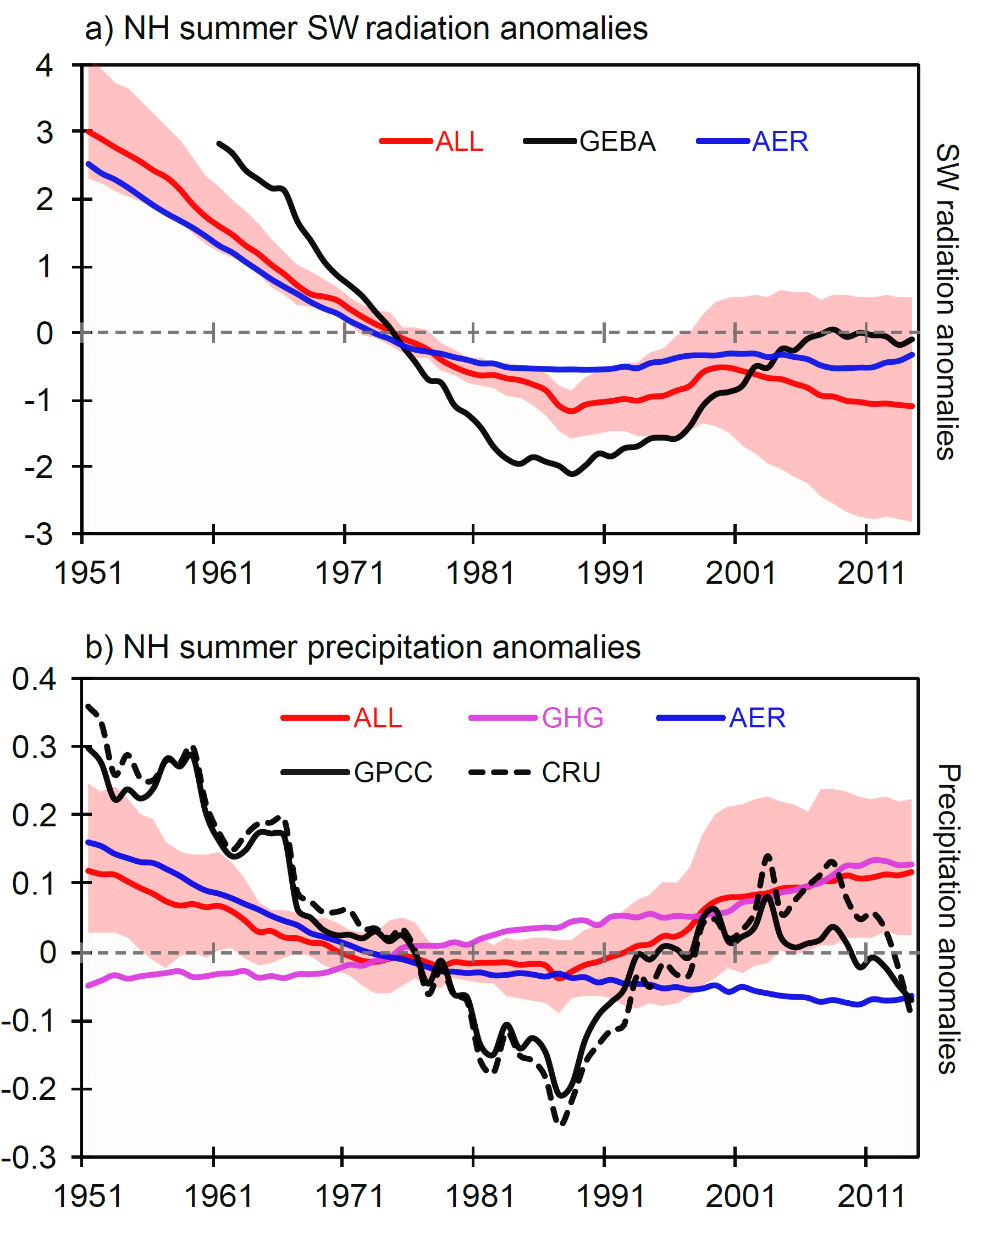 a) NH summer SW radiation anomalies
4
3
2
1
0
-1
-2
-3
ALL GEBA AER
SW radiation anomalies
1951 1961 1971 1981 1991 2001 2011
b) NH summer precipitation anomalies
0.4
0.3
0.2
0.1
0
-0.1
-0.2
-0.3
ALL GHG AER
GPCC CRU
Precipitation anomalies
1951 1961 1971 1981 1991 2001 2011